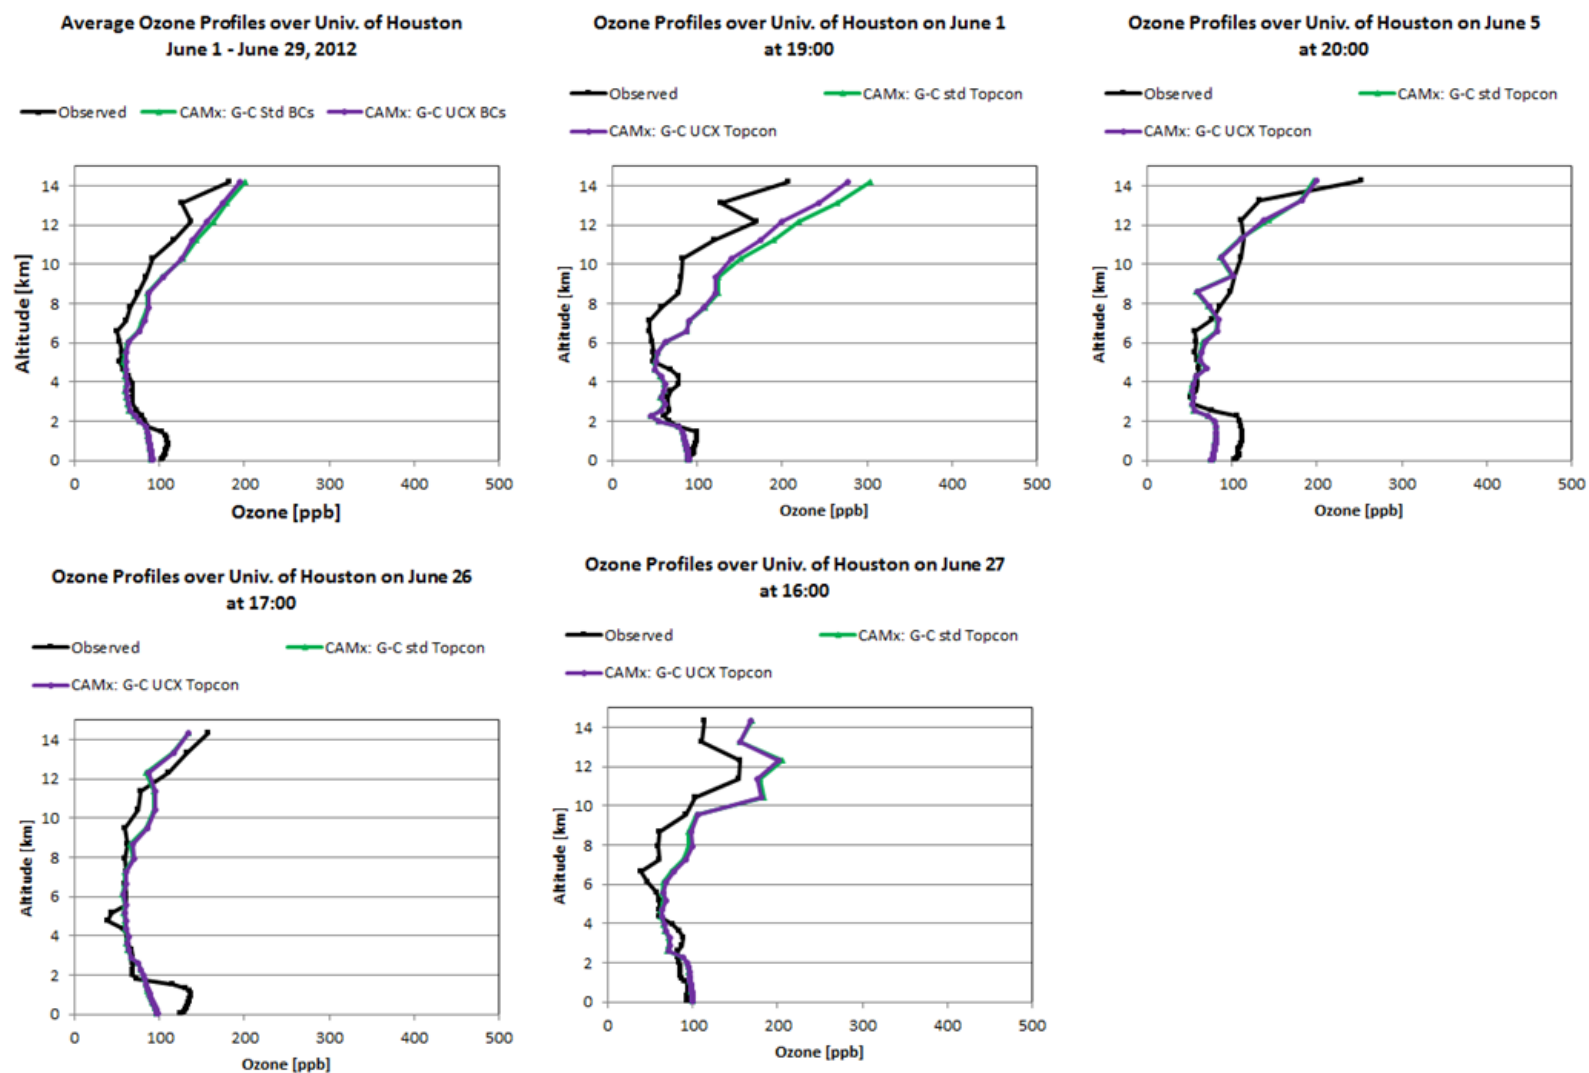 Average Ozone Profiles over Univ. of Houston
June 1 - June 29, 2012
Observed CAMx: G-C Std BCs CAMx: G-C UCX BCs
14
12
10
8
6
4
2
0
Altitude [km]
0 100 200 300 400 500
Ozone [ppb]
Ozone Profiles over Univ. of Houston on June 1
at 19:00
Observed CAMx: G-C std Topcon
CAMx: G-C UCX Topcon
14
12
10
8
6
4
2
0
Altitude [km]
0 100 200 300 400 500
Ozone [ppb]
Ozone Profiles over Univ. of Houston on June 5
at 20:00
Observed CAMx: G-C std Topcon
CAMx: G-C UCX Topcon
14
12
10
8
6
4
2
0
Altitude [km]
0 100 200 300 400 500
Ozone [ppb]
Ozone Profiles over Univ. of Houston on June 26
at 17:00
Observed CAMx: G-C std Topcon
CAMx: G-C UCX Topcon
14
12
10
8
6
4
2
0
Altitude [km]
0 100 200 300 400 500
Ozone [ppb]
Ozone Profiles over Univ. of Houston on June 27
at 16:00
Observed CAMx: G-C std Topcon
CAMx: G-C UCX Topcon
14
12
10
8
6
4
2
0
Altitude [km]
0 100 200 300 400 500
Ozone [ppb]